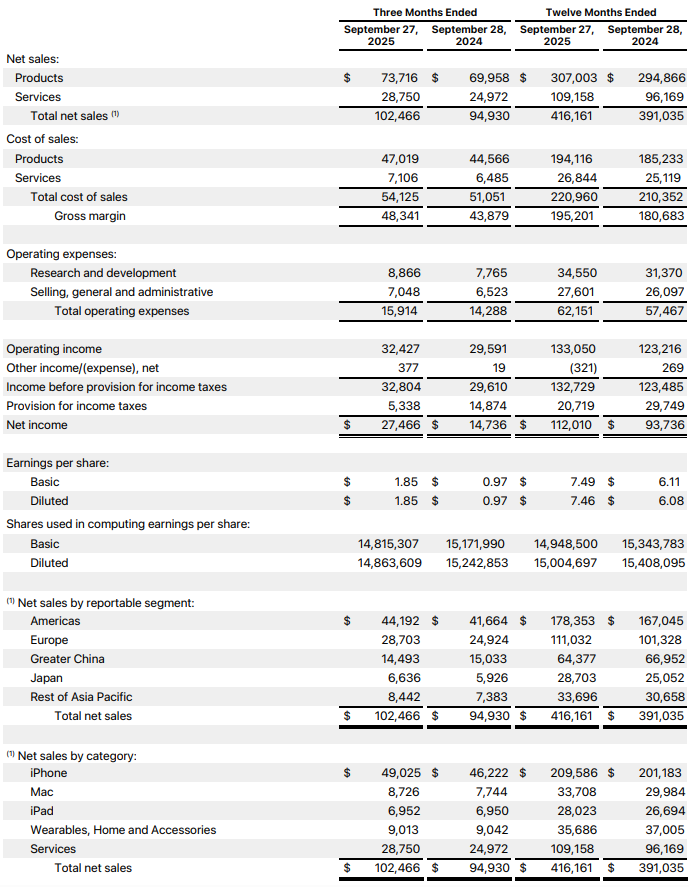 Three Months Ended Twelve Months Ended
September 27, 2025 September 28, 2024 September 27, 2025 September 28, 2024
Net sales:
Products $ 73,716 $ 69,958 $ 307,003 $ 294,866
Services 28,750 24,972 109,158 96,169
Total net sales (1) 102,466 94,930 416,161 391,035
Cost of sales:
Products 47,019 44,566 194,116 185,233
Services 7,106 6,485 26,844 25,119
Total cost of sales 54,125 51,051 220,960 210,352
Gross margin 48,341 43,879 195,201 180,683
Operating expenses:
Research and development 8,866 7,765 34,550 31,370
Selling, general and administrative 7,048 6,523 27,601 26,097
Total operating expenses 15,914 14,288 62,151 57,467
Operating income 32,427 29,591 133,050 123,216
Other income/(expense), net 377 19 (321) 269
Income before provision for income taxes 32,804 29,610 132,729 123,485
Provision for income taxes 5,338 14,874 20,719 29,749
Net income $ 27,466 $ 14,736 $ 112,010 $ 93,736
Earnings per share:
Basic $ 1.85 $ 0.97 $ 7.49 $ 6.11
Diluted $ 1.85 $ 0.97 $ 7.46 $ 6.08
Shares used in computing earnings per share:
Basic 14,815,307 15,171,990 14,948,500 15,343,783
Diluted 14,863,609 15,242,853 15,004,697 15,408,095
(1) Net sales by reportable segment:
Americas $ 44,192 $ 41,664 $ 178,353 $ 167,045
Europe 28,703 24,924 111,032 101,328
Greater China 14,493 15,033 64,377 66,952
Japan 6,636 5,926 28,703 25,052
Rest of Asia Pacific 8,442 7,383 33,696 30,658
Total net sales $ 102,466 $ 94,930 $ 416,161 $ 391,035
(1) Net sales by category:
iPhone $ 49,025 $ 46,222 $ 209,586 $ 201,183
Mac 8,726 7,744 33,708 29,984
iPad 6,952 6,950 28,023 26,694
Wearables, Home and Accessories 9,013 9,042 35,686 37,005
Services 28,750 24,972 109,158 96,169
Total net sales $ 102,466 $ 94,930 $ 416,161 $ 391,035